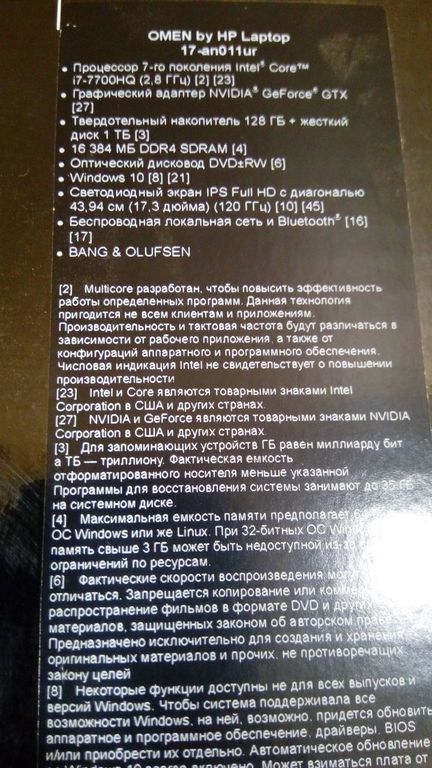 OMEN by HP Laptop
17-an011ur
• Процессор 7-го поколения Intel® Core™
i7-7700HQ (2,8 ГГц) [2] [23]
• Графический адаптер NVIDIA® GeForce® GTX
[27]
• Твердотельный накопитель 128 ГБ + жесткий
диск 1 ТБ [3]
• 16 384 МБ DDR4 SDRAM [4]
• Оптический дисковод DVD±RW [6]
• Windows 10 [8] [21]
• Светодиодный экран IPS Full HD с диагональю
43,94 см (17,3 дюйма) (120 ГГц) [10] [45]
• Беспроводная локальная сеть и Bluetooth® [16]
[17]
• BANG & OLUFSEN
[2] Multicore разработан, чтобы повысить эффективность
работы определенных программ. Данная технология
пригодится не всем клиентам и приложениям.
Производительность и тактовая частота будут различаться в
зависимости от рабочего приложения, а также от
конфигураций аппаратного и программного обеспечения.
Числовая индикация Intel не свидетельствует о повышении
производительности
[23] Intel и Core являются товарными знаками Intel
Corporation в США и других странах.
[27] NVIDIA и GeForce являются товарными знаками NVIDIA
Corporation в США и других странах.
[3] Для запоминающих устройств ГБ равен миллиарду бит
а ТБ — триллиону. Фактическая емкость
отформатированного носителя меньше указанной
Программы для восстановления системы занимают до 35 ГБ
на системном диске.
[4] Максимальная емкость памяти предполагает 64
ОС Windows или же Linux. При 32-битных ОС
память свыше 3 ГБ может быть недоступной из-за
ограничений по ресурсам.
[6] Фактические скорости воспроизведения
отличаться. Запрещается копирование или
распространение фильмов в формате DVD и других
материалов, защищенных законом об авторском праве
Предназначено исключительно для создания и хранения
оригинальных материалов и прочих, не противоречащих
закону целей
[8] Некоторые функции доступны не для всех выпусков и
версий Windows. Чтобы система поддерживала все
возможности Windows, на ней, возможно, придется обновить
аппаратное и программное обеспечение, драйверы, BIOS
и/или приобрести их отдельно. Автоматическое обновление
включено. Может взиматься плата от